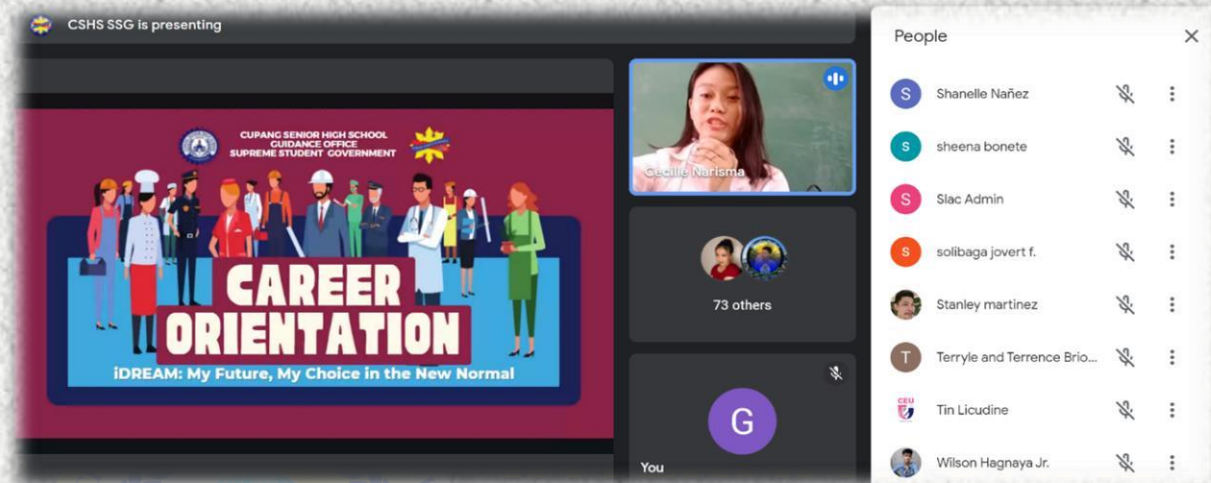 CSHS SSG is presenting
CUPANG SENIOR HIGH SCHOOL
GUIDANCE OFFICE
SUPREME STUDENT GOVERNMENT
CAREER
ORIENTATION
iDREAM: My Future, My Choice in the New Normal
Cecilie Narisma
73 others
G
You
People
S
Shanelle Nañez
s
sheena bonete
S
Slac Admin
s
solibaga jovert f.
Stanley martinez
T
Terryle and Terrence Brio...
CEU
Tin Licudine
Wilson Hagnaya Jr.